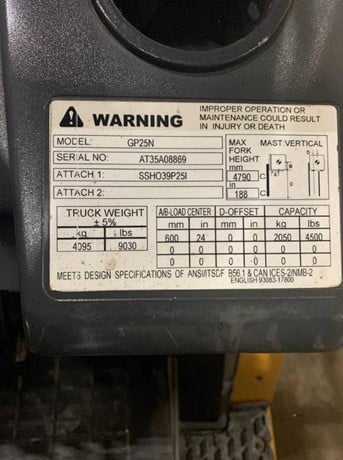 WARNING
IMPROPER OPERATION OR
MAINTENANCE COULD RESULT
IN INJURY OR DEATH
MODEL: GP25N
SERIAL NO: AT35A08869
ATTACH 1: SSHO39P25I
ATTACH 2:
MAX FORK HEIGHT
mm
4790
in
188
MAST: VERTICAL
C
C
TRUCK WEIGHT
± 5%
kg lbs
4095 9030
A/B-LOAD CENTER D-OFFSET CAPACITY
mm in mm in kg lbs
600 24 0 0 2050 4500
0 0 0 0 0 0
0 0 0 0 0 0
MEETS DESIGN SPECIFICATIONS OF ANSI/ITSDF B56.1 & CAN ICES-2/NMB-2
ENGLISH 93083-17800